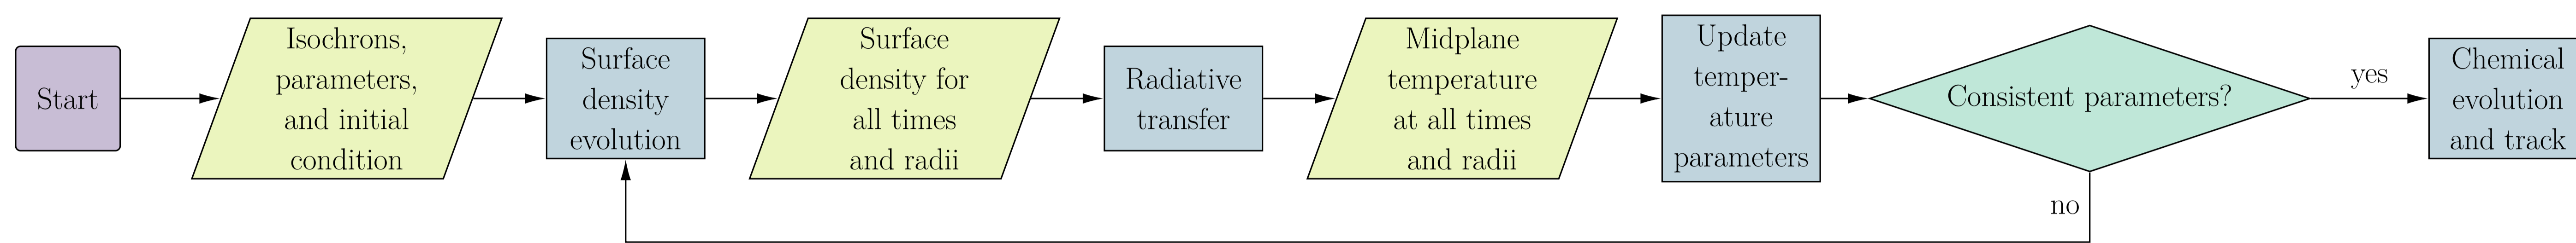 Start
Isochrons,
parameters,
and initial
condition
Surface
density
evolution
Surface
density for
all times
and radii
Radiative
transfer
Midplane
temperature
at all times
and radii
Update
temper-
ature
parameters
Consistent parameters?
yes
no
Chemical
evolution
and track